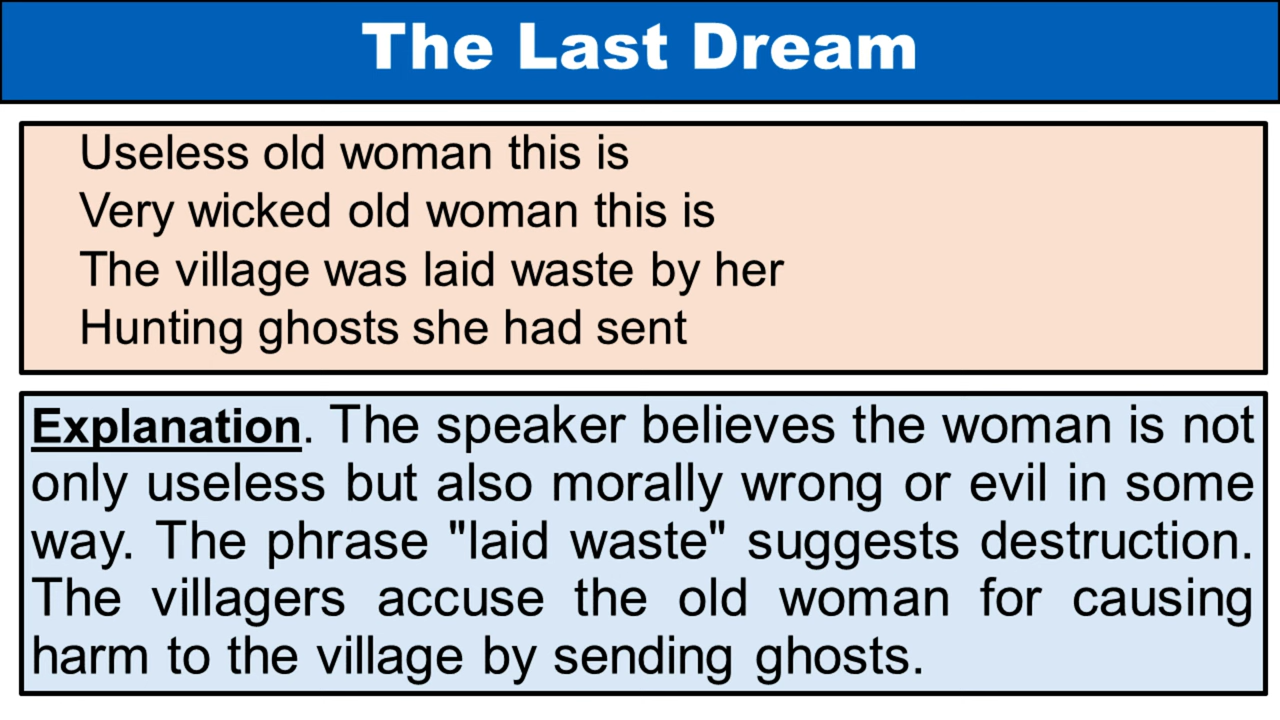 The Last Dream
Useless old woman this is
Very wicked old woman this is
The village was laid waste by her
Hunting ghosts she had sent
Explanation. The speaker believes the woman is not
only useless but also morally wrong or evil in some
way. The phrase "laid waste" suggests destruction.
The villagers accuse the old woman for causing
harm to the village by sending ghosts.